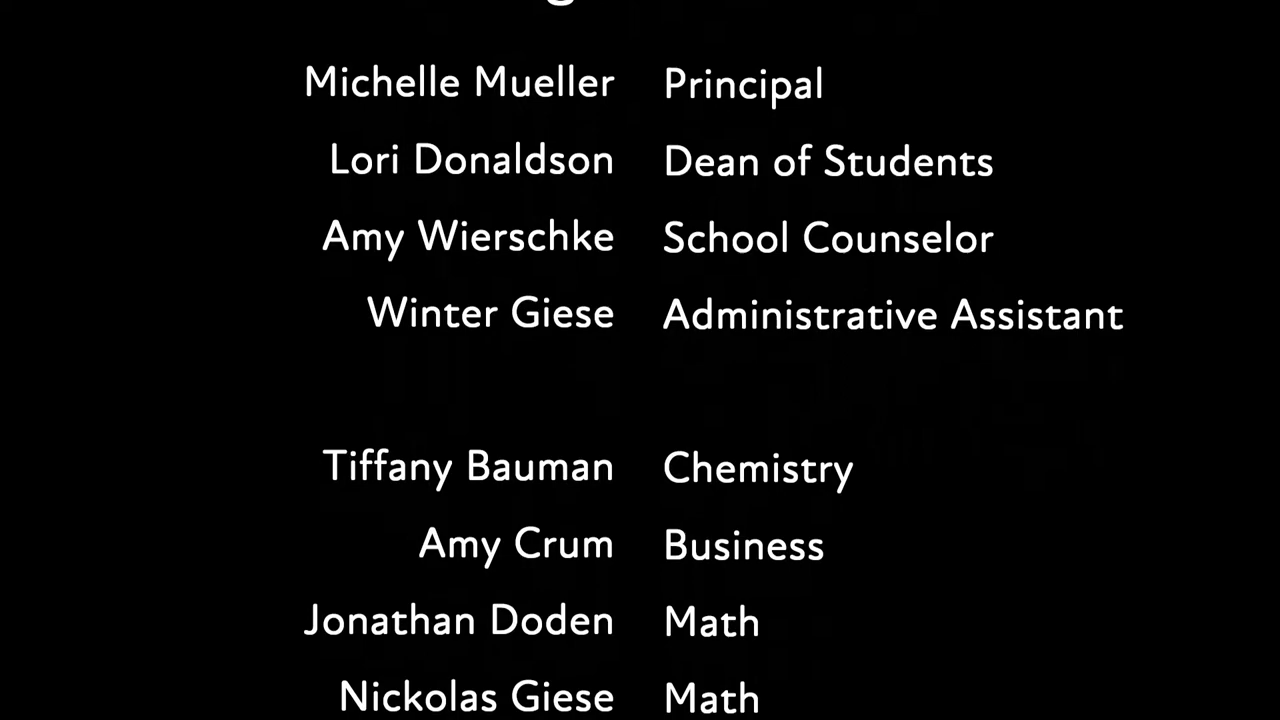 Michelle Mueller Principal
Lori Donaldson Dean of Students
Amy Wierschke School Counselor
Winter Giese Administrative Assistant
Tiffany Bauman Chemistry
Amy Crum Business
Jonathan Doden Math
Nickolas Giese Math